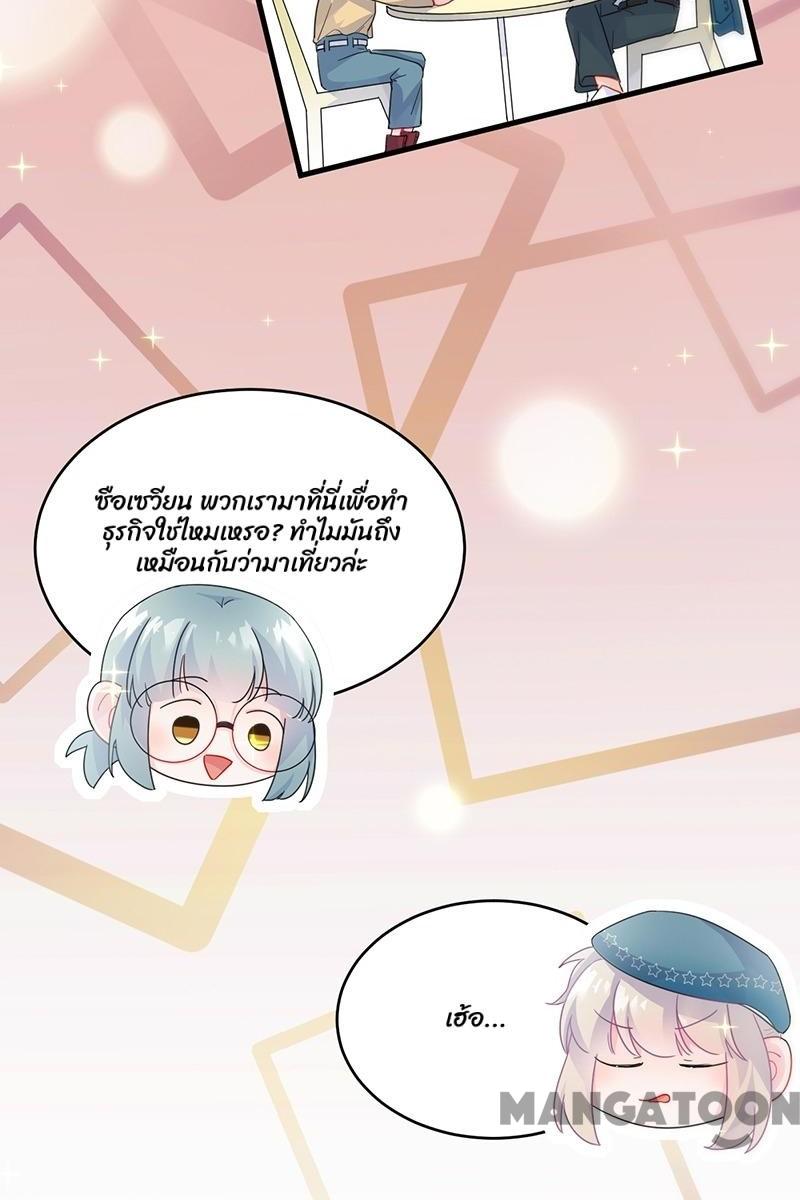 ซือเซวียน พวกเรามาที่นี่เพื่อทำ
ธุรกิจใช่ไหมเหรอ? ทำไมมันถึง
เหมือนกับว่ามาเที่ยวล่ะ
เฮ้อ...
MANGATOON